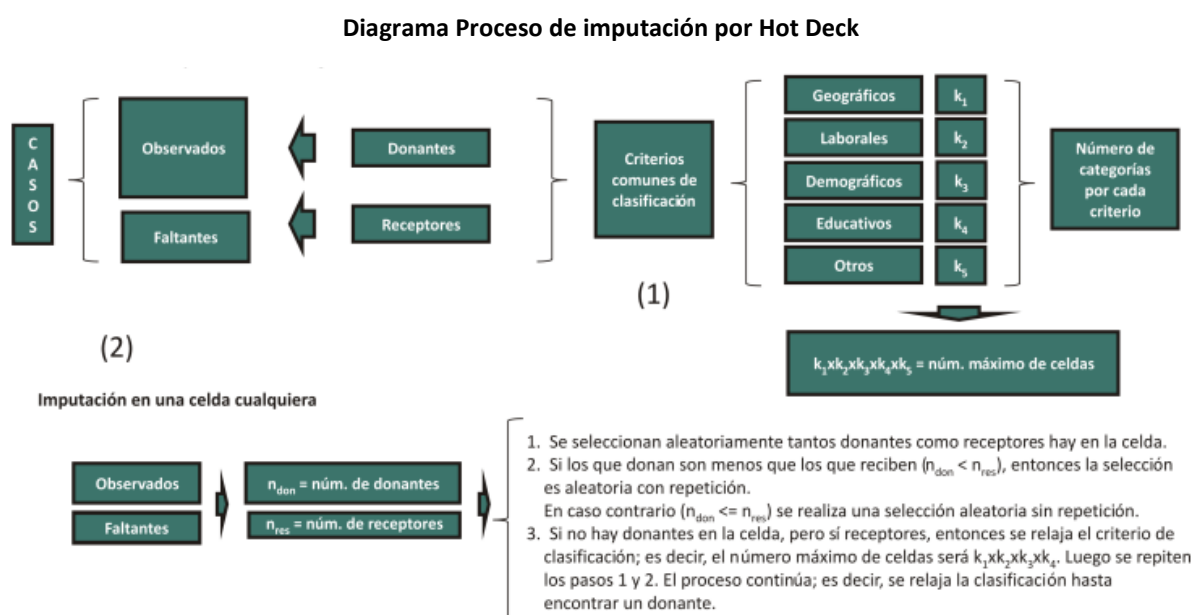 Diagrama Proceso de imputación por Hot Deck
CASOS
Observados
Faltantes
Donantes
Receptores
Criterios
comunes de
clasificación
Geográficos
k₁
Laborales
k₂
Demográficos
k₃
Educativos
k₄
Otros
k₅
Número de
categorías
por cada
criterio
(1)
k₁xk₂xk₃xk₄xk₅ = núm. máximo de celdas
(2)
Imputación en una celda cualquiera
Observados
Faltantes
n_don = núm. de donantes
n_res = núm. de receptores
1. Se seleccionan aleatoriamente tantos donantes como receptores hay en la celda.
2. Si los que donan son menos que los que reciben (n_don < n_res), entonces la selección
es aleatoria con repetición.
En caso contrario (n_don <= n_res) se realiza una selección aleatoria sin repetición.
3. Si no hay donantes en la celda, pero sí receptores, entonces se relaja el criterio de
clasificación; es decir, el número máximo de celdas será k₁xk₂xk₃xk₄. Luego se repiten
los pasos 1 y 2. El proceso continúa; es decir, se relaja la clasificación hasta
encontrar un donante.